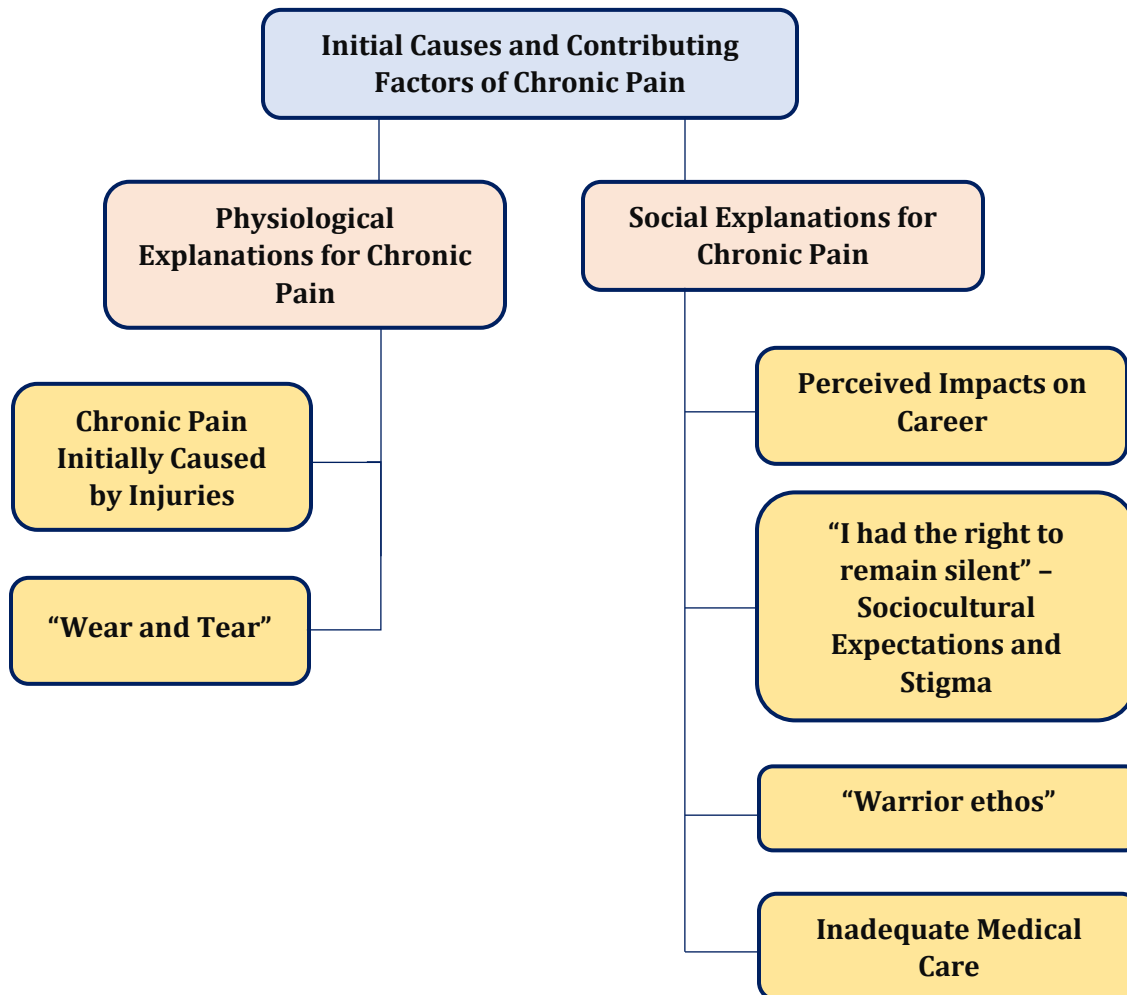 Initial Causes and Contributing
Factors of Chronic Pain
Physiological
Explanations for Chronic
Pain
Social Explanations for
Chronic Pain
Chronic Pain
Initially Caused
by Injuries
“Wear and Tear”
Perceived Impacts on
Career
“I had the right to
remain silent” –
Sociocultural
Expectations and
Stigma
“Warrior ethos”
Inadequate Medical
Care